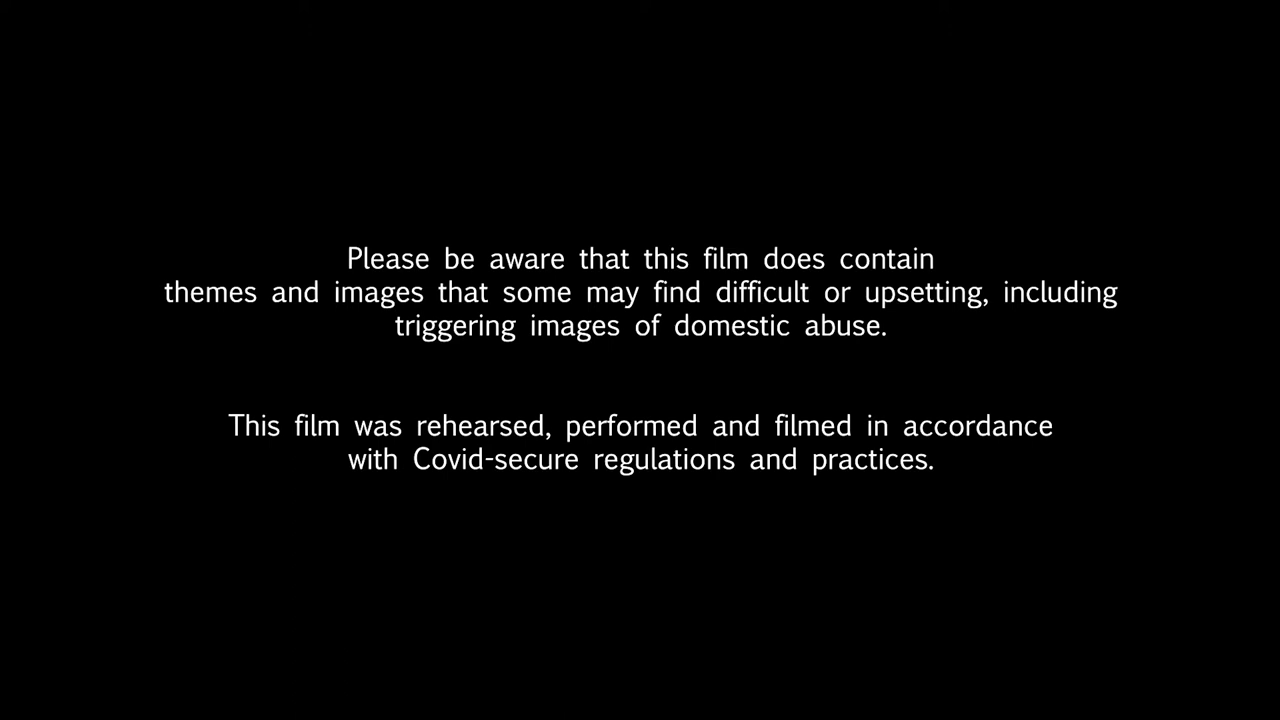 Please be aware that this film does contain
themes and images that some may find difficult or upsetting, including
triggering images of domestic abuse.
This film was rehearsed, performed and filmed in accordance
with Covid-secure regulations and practices.